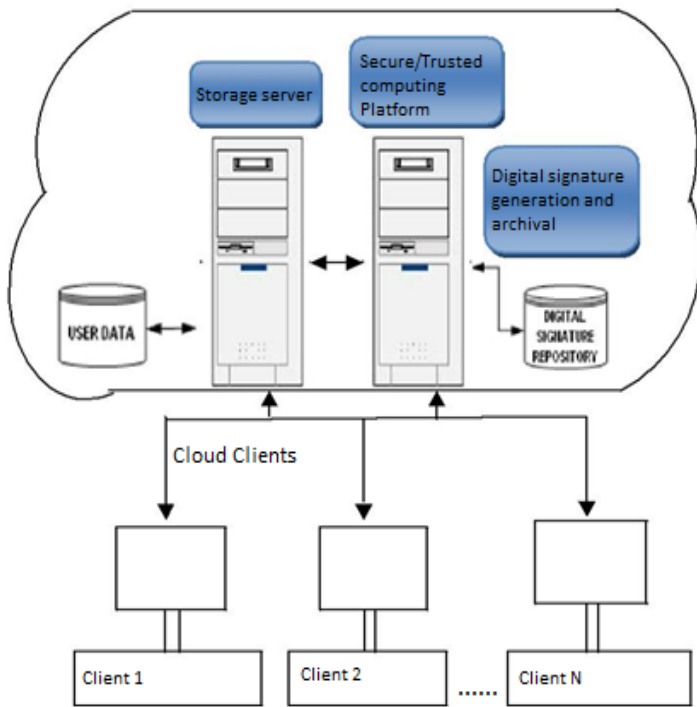 Storage server
Secure/Trusted
computing
Platform
Digital signature
generation and
archival
USER DATA
DIGITAL
SIGNATURE
REPOSITORY
Cloud Clients
Client 1
Client 2
......
Client N